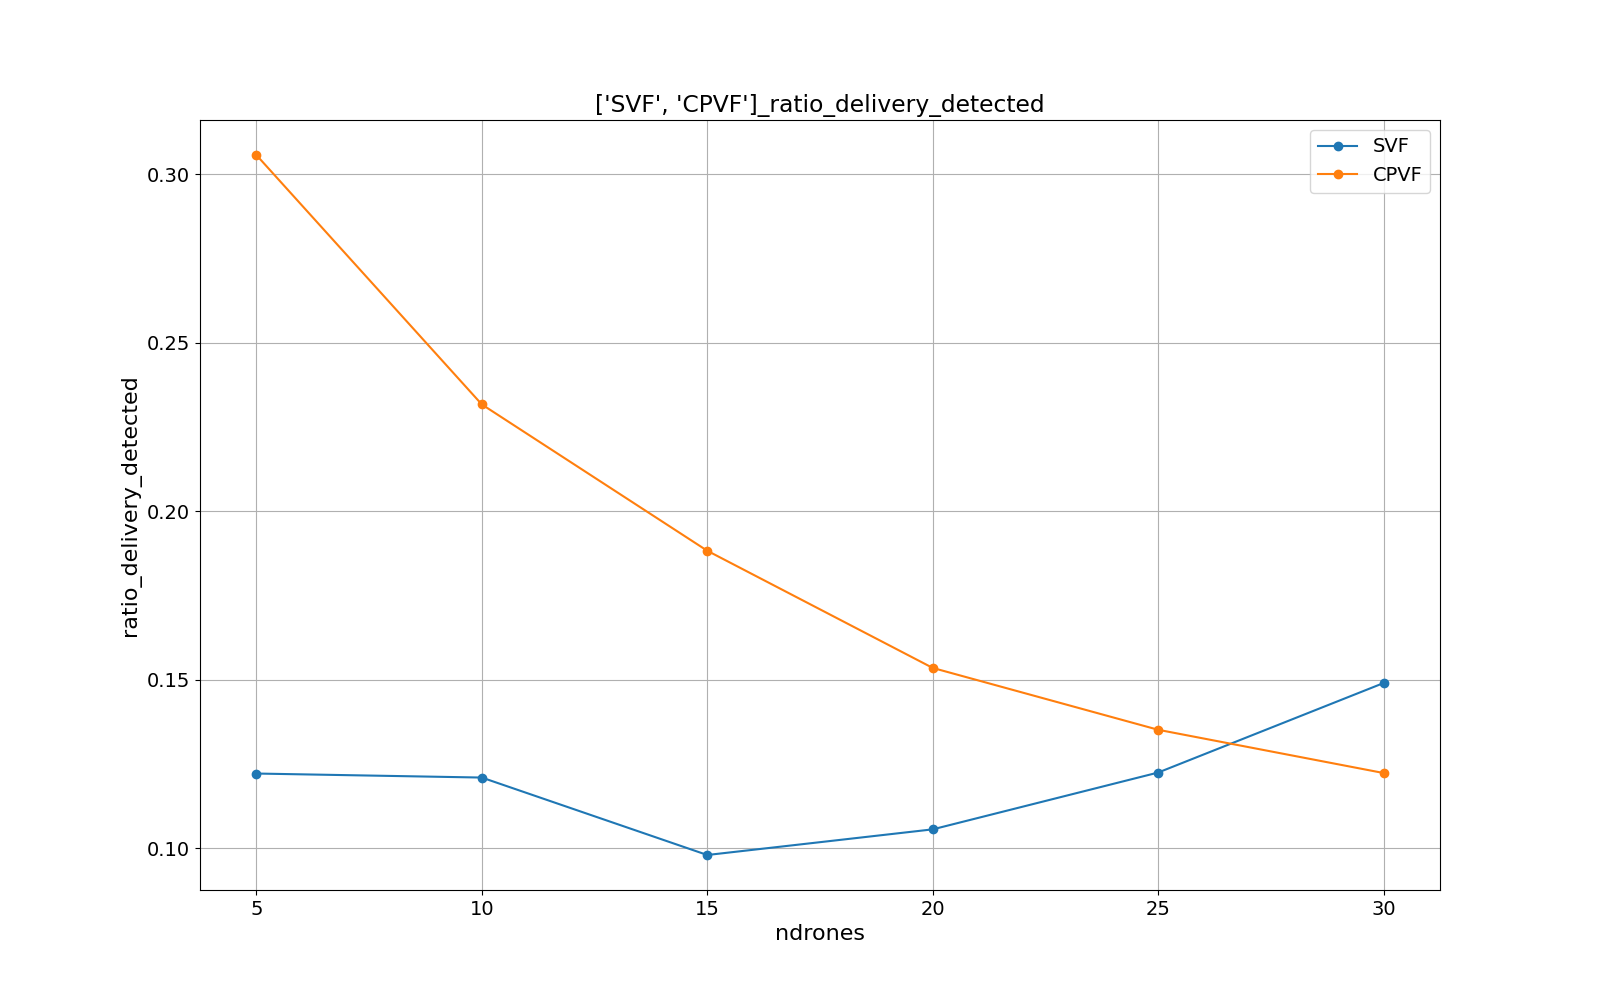 ['SVF', 'CPVF']_ratio_delivery_detected
SVF
CPVF
ratio_delivery_detected
0.30
0.25
0.20
0.15
0.10
5 10 15 20 25 30
ndrones